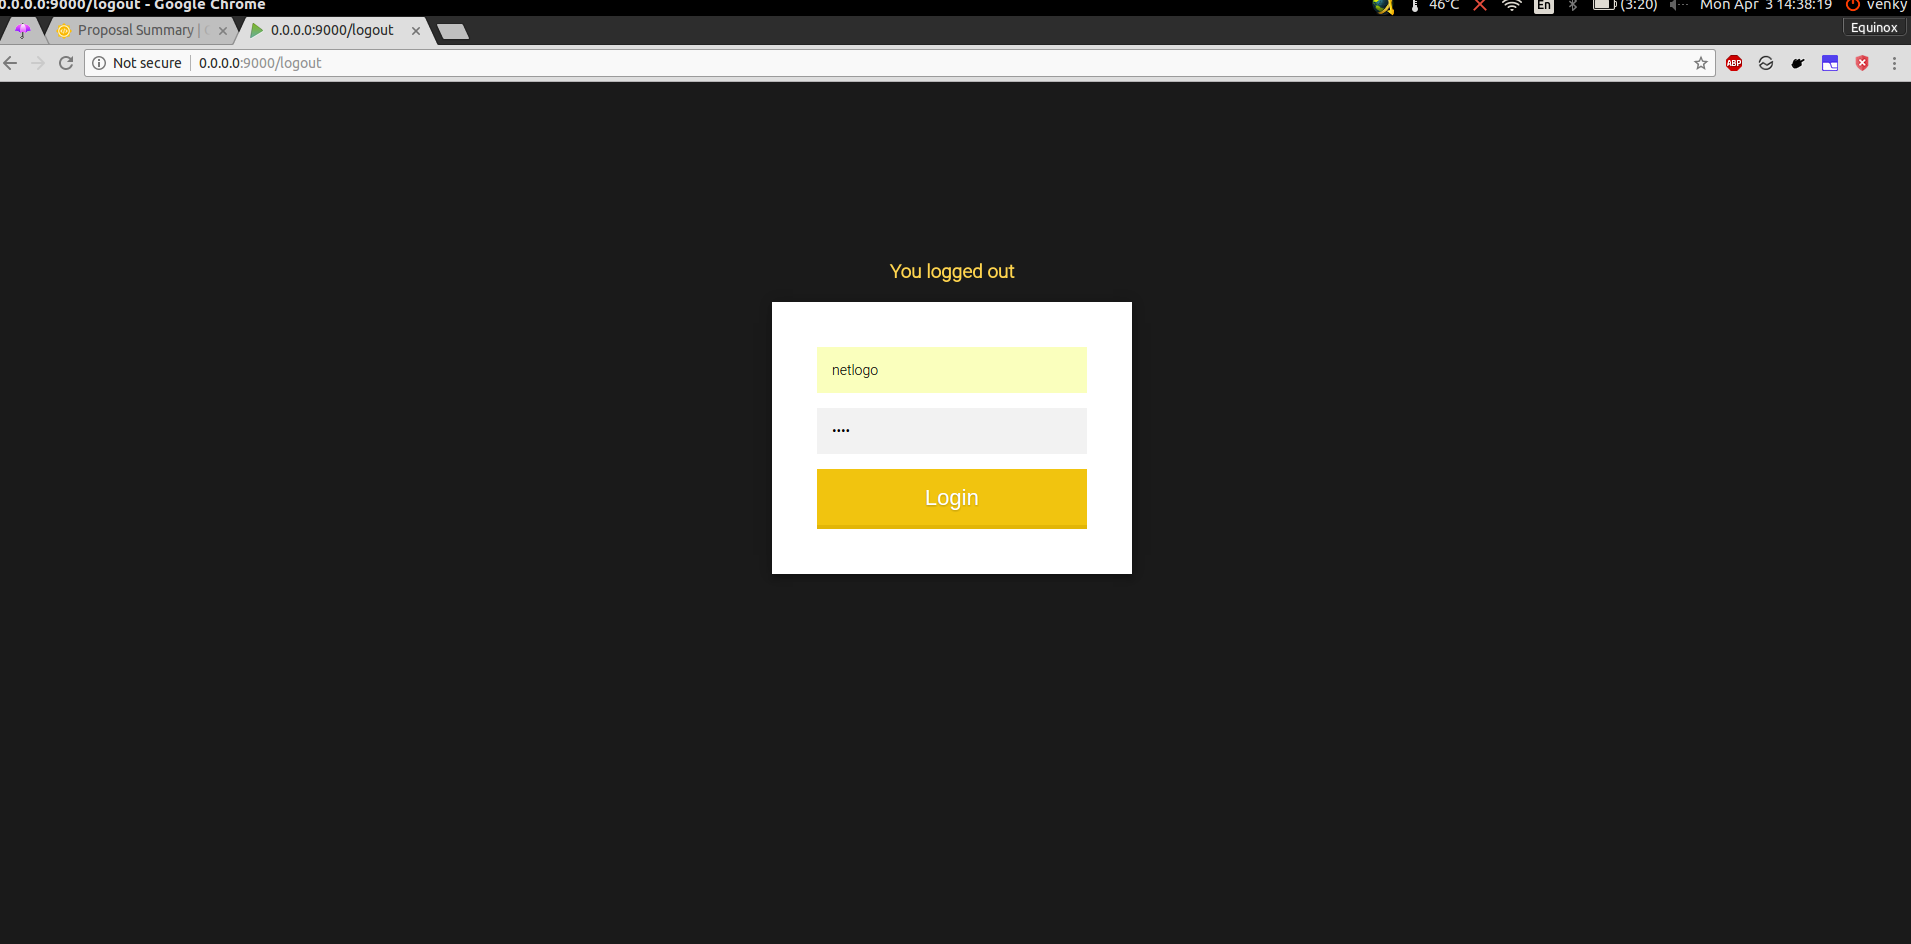 0.0.0.0:9000/logout - Google Chrome
46°C
En
(3:20)
Mon Apr 3 14:38:19
venky
Proposal Summary |
0.0.0.0:9000/logout
Equinox
Not secure
0.0.0.0:9000/logout
ABP
You logged out
netlogo
••••
Login